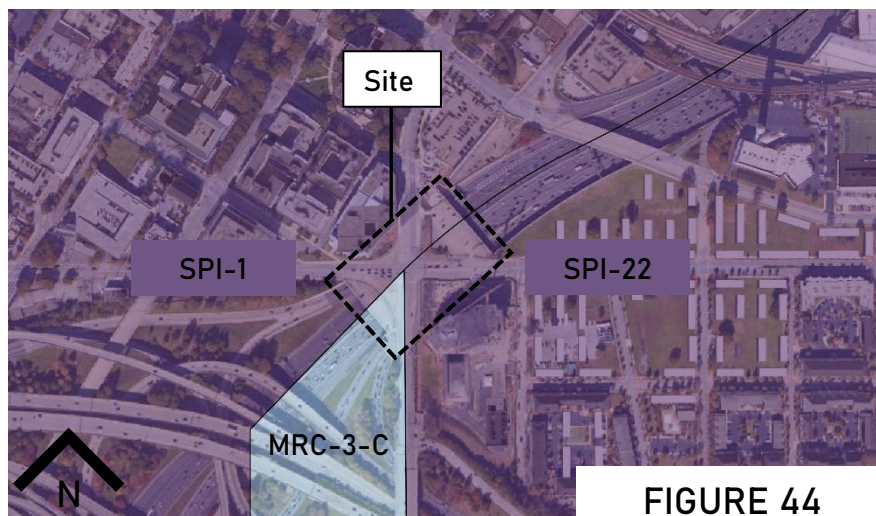 Site
SPI-1
SPI-22
MRC-3-C
N
FIGURE 44